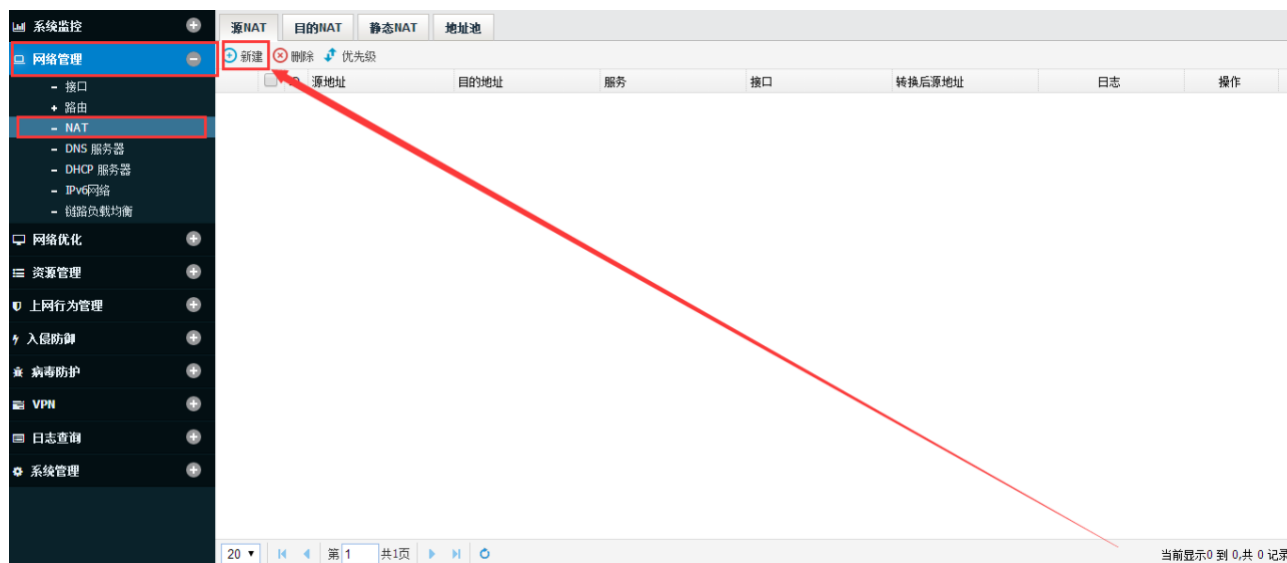 系统监控
网络管理
接口
路由
NAT
DNS 服务器
DHCP 服务器
IPv6网络
链路负载均衡
网络优化
资源管理
上网行为管理
入侵防御
病毒防护
VPN
日志查询
系统管理
源NAT 目的NAT 静态NAT 地址池
新建 删除 优先级
源地址 目的地址 服务 接口 转换后源地址 日志 操作
20 第 1 共1页 当前显示0 到 0,共 0 记录